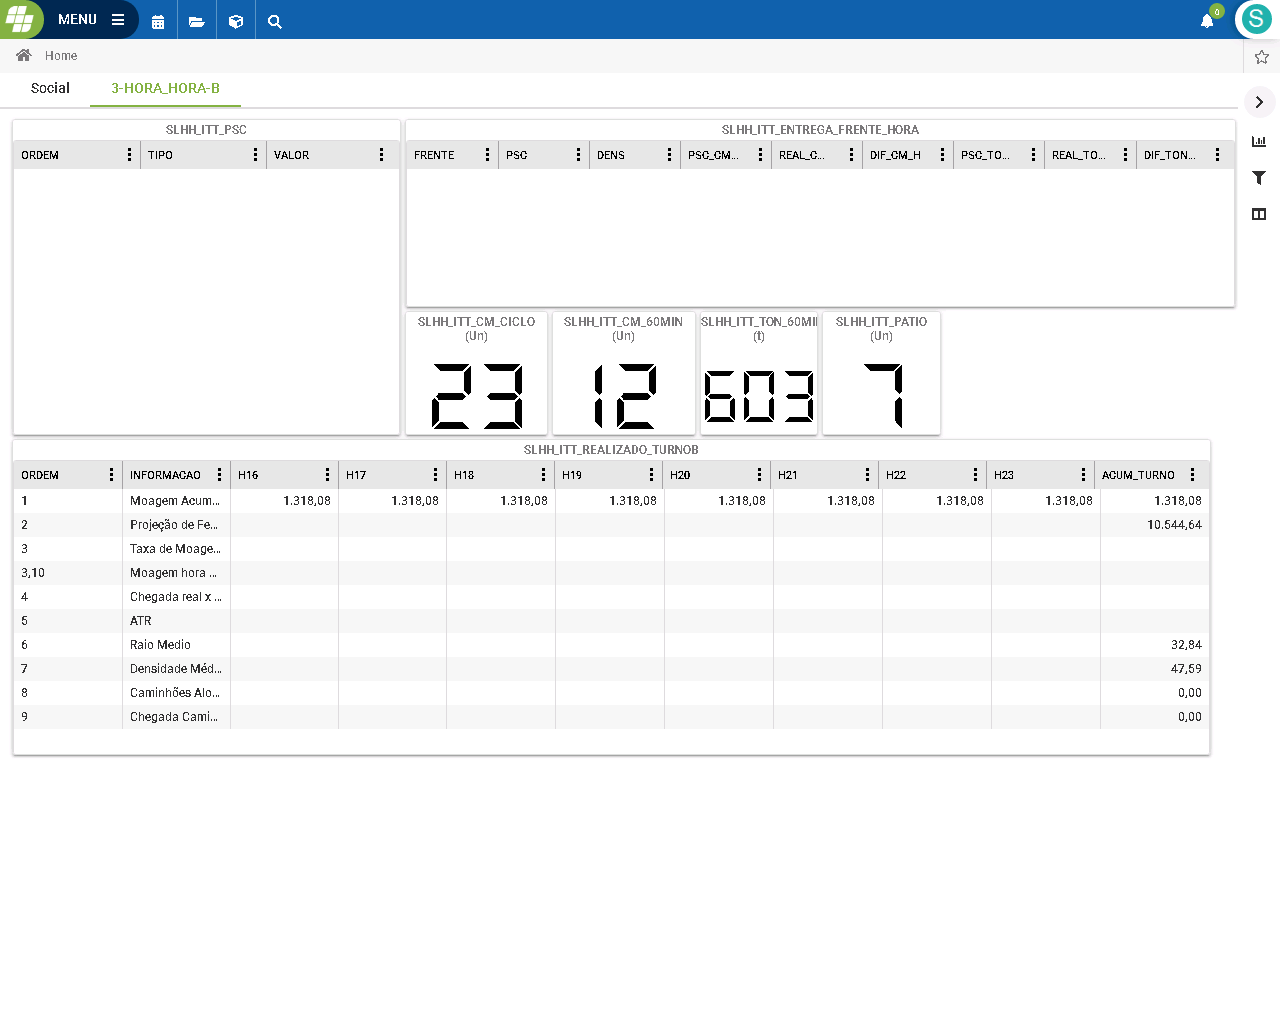 MENU
0
S
Home
Social 3-HORA_HORA-B
SLHH_ITT_PSC
ORDEM TIPO VALOR
SLHH_ITT_ENTREGA_FRENTE_HORA
FRENTE PSC DENS PSC_CM... REAL_C... DIF_CM_H PSC_TO... REAL_TO... DIF_TON...
SLHH_ITT_CM_CICLO
(Un)
23
SLHH_ITT_CM_60MIN
(Un)
12
SLHH_ITT_TON_60MI
(t)
603
SLHH_ITT_PATIO
(Un)
7
SLHH_ITT_REALIZADO_TURNOB
ORDEM INFORMACAO H16 H17 H18 H19 H20 H21 H22 H23 ACUM_TURNO
1 Moagem Acum... 1.318,08 1.318,08 1.318,08 1.318,08 1.318,08 1.318,08 1.318,08 1.318,08 1.318,08
2 Projeção de Fe... 10.544,64
3 Taxa de Moage...
3,10 Moagem hora ...
4 Chegada real x ...
5 ATR
6 Raio Medio 32,84
7 Densidade Méd... 47,59
8 Caminhões Alo... 0,00
9 Chegada Cami... 0,00